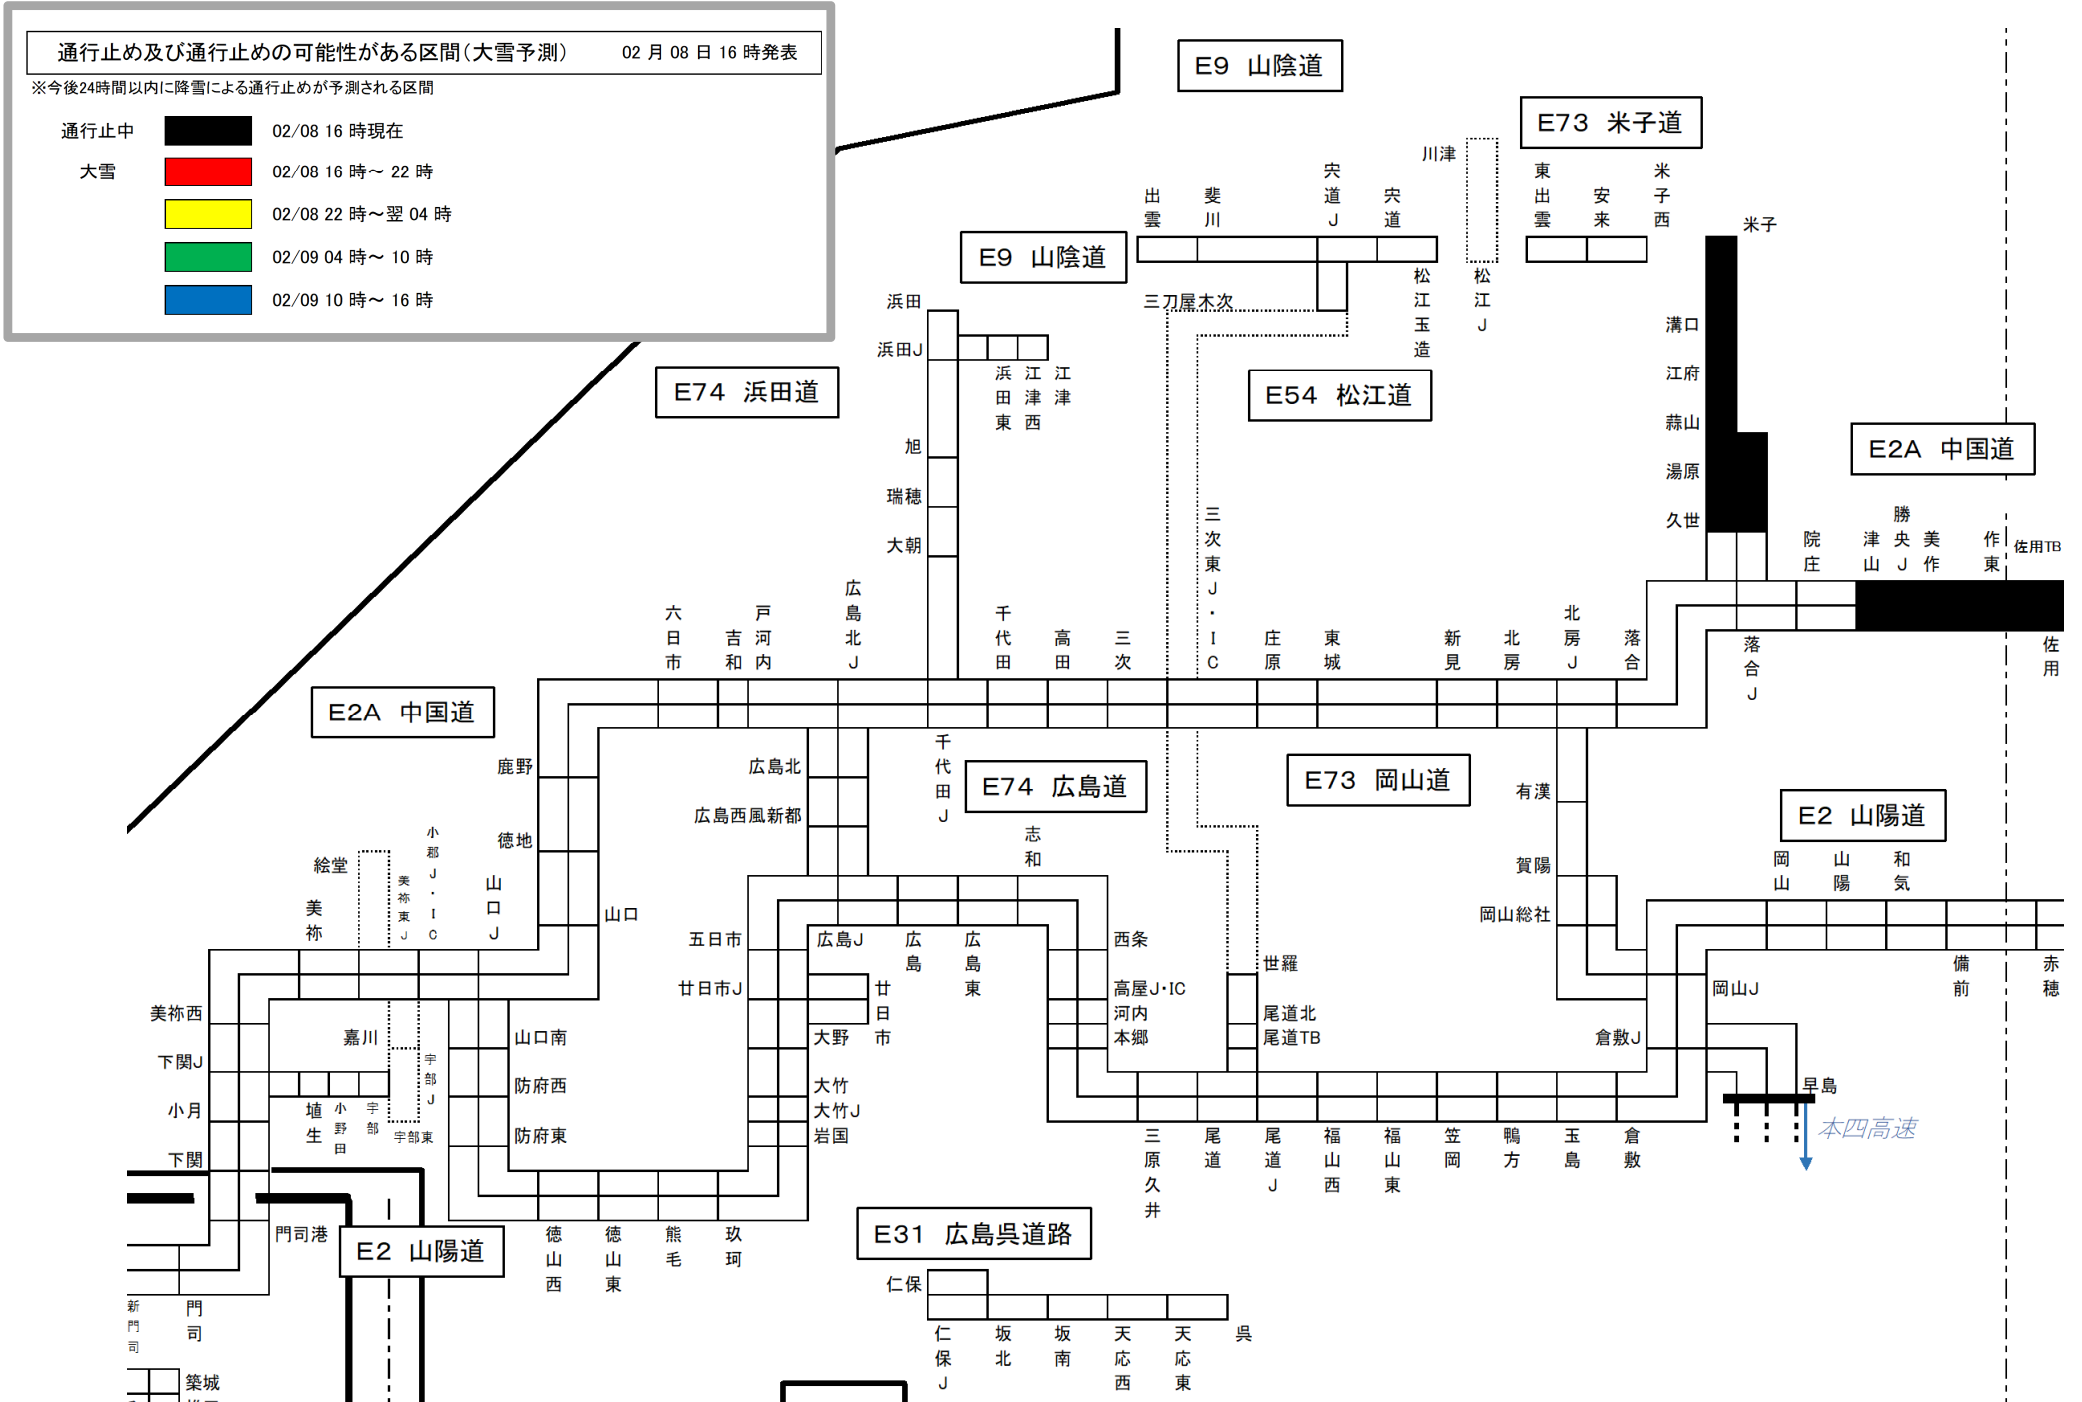 通行止め及び通行止めの可能性がある区間(大雪予測) 02 月 08 日 16 時発表
※今後24時間以内に降雪による通行止めが予測される区間
通行止中 02/08 16 時現在
大雪 02/08 16 時～ 22 時
02/08 22 時～翌 04 時
02/09 04 時～ 10 時
02/09 10 時～ 16 時
E9 山陰道
E73 米子道
川津
出雲
斐川
宍道J
宍道
東出雲
安来
米子西
米子
E9 山陰道
三刀屋木次
松江玉造
松江J
浜田
浜田J
浜田東
江津西
江津
溝口
江府
蒜山
湯原
久世
E74 浜田道
E54 松江道
E2A 中国道
旭
瑞穂
大朝
三次東J・IC
院庄
津山
勝央J
美作
作東
佐用TB
六日市
吉和
戸河内
広島北J
千代田
高田
三次
庄原
東城
新見
北房
北房J
落合
落合J
佐用
E2A 中国道
鹿野
徳地
山口
広島北
広島西風新都
千代田J
E74 広島道
E73 岡山道
有漢
賀陽
岡山総社
E2 山陽道
志和
岡山
山陽
和気
絵堂
美祢
美祢東J
小郡J・IC
山口J
五日市
廿日市J
広島J
広島
広島東
廿日市
大野
西条
高屋J・IC
河内
本郷
世羅
尾道北
尾道TB
岡山J
倉敷J
備前
赤穂
早島
本四高速
美祢西
下関J
小月
下関
嘉川
宇部J
埴生
小野田
宇部
宇部東
山口南
防府西
防府東
大竹
大竹J
岩国
三原久井
尾道
尾道J
福山西
福山東
笠岡
鴨方
玉島
倉敷
門司港
E2 山陽道
徳山西
徳山東
熊毛
玖珂
E31 広島呉道路
仁保
仁保J
坂北
坂南
天応西
天応東
呉
新門司
門司
築城